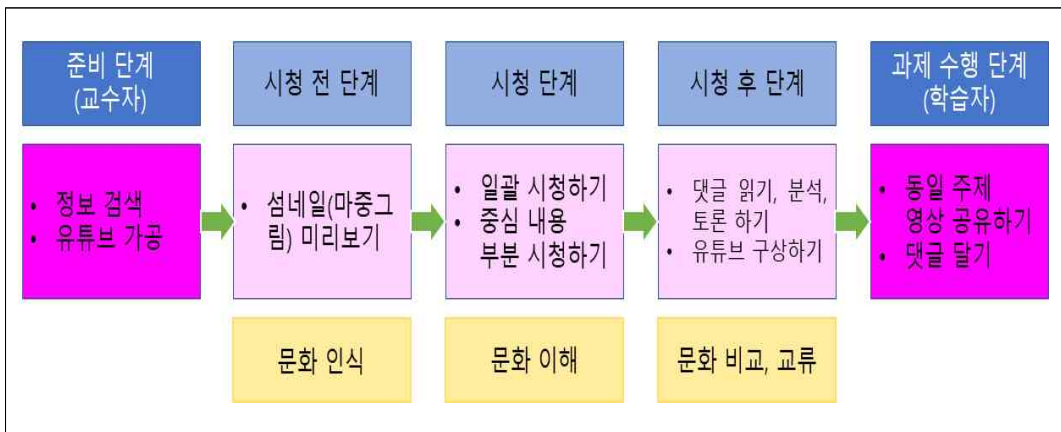 준비 단계
(교수자)
시청 전 단계
시청 단계
시청 후 단계
과제 수행 단계
(학습자)
• 정보 검색
• 유튜브 가공
• 섬네일(마중그
림) 미리보기
• 일괄 시청하기
• 중심 내용
부분 시청하기
• 댓글 읽기, 분석,
토론 하기
• 유튜브 구상하기
• 동일 주제
영상 공유하기
• 댓글 달기
문화 인식
문화 이해
문화 비교, 교류